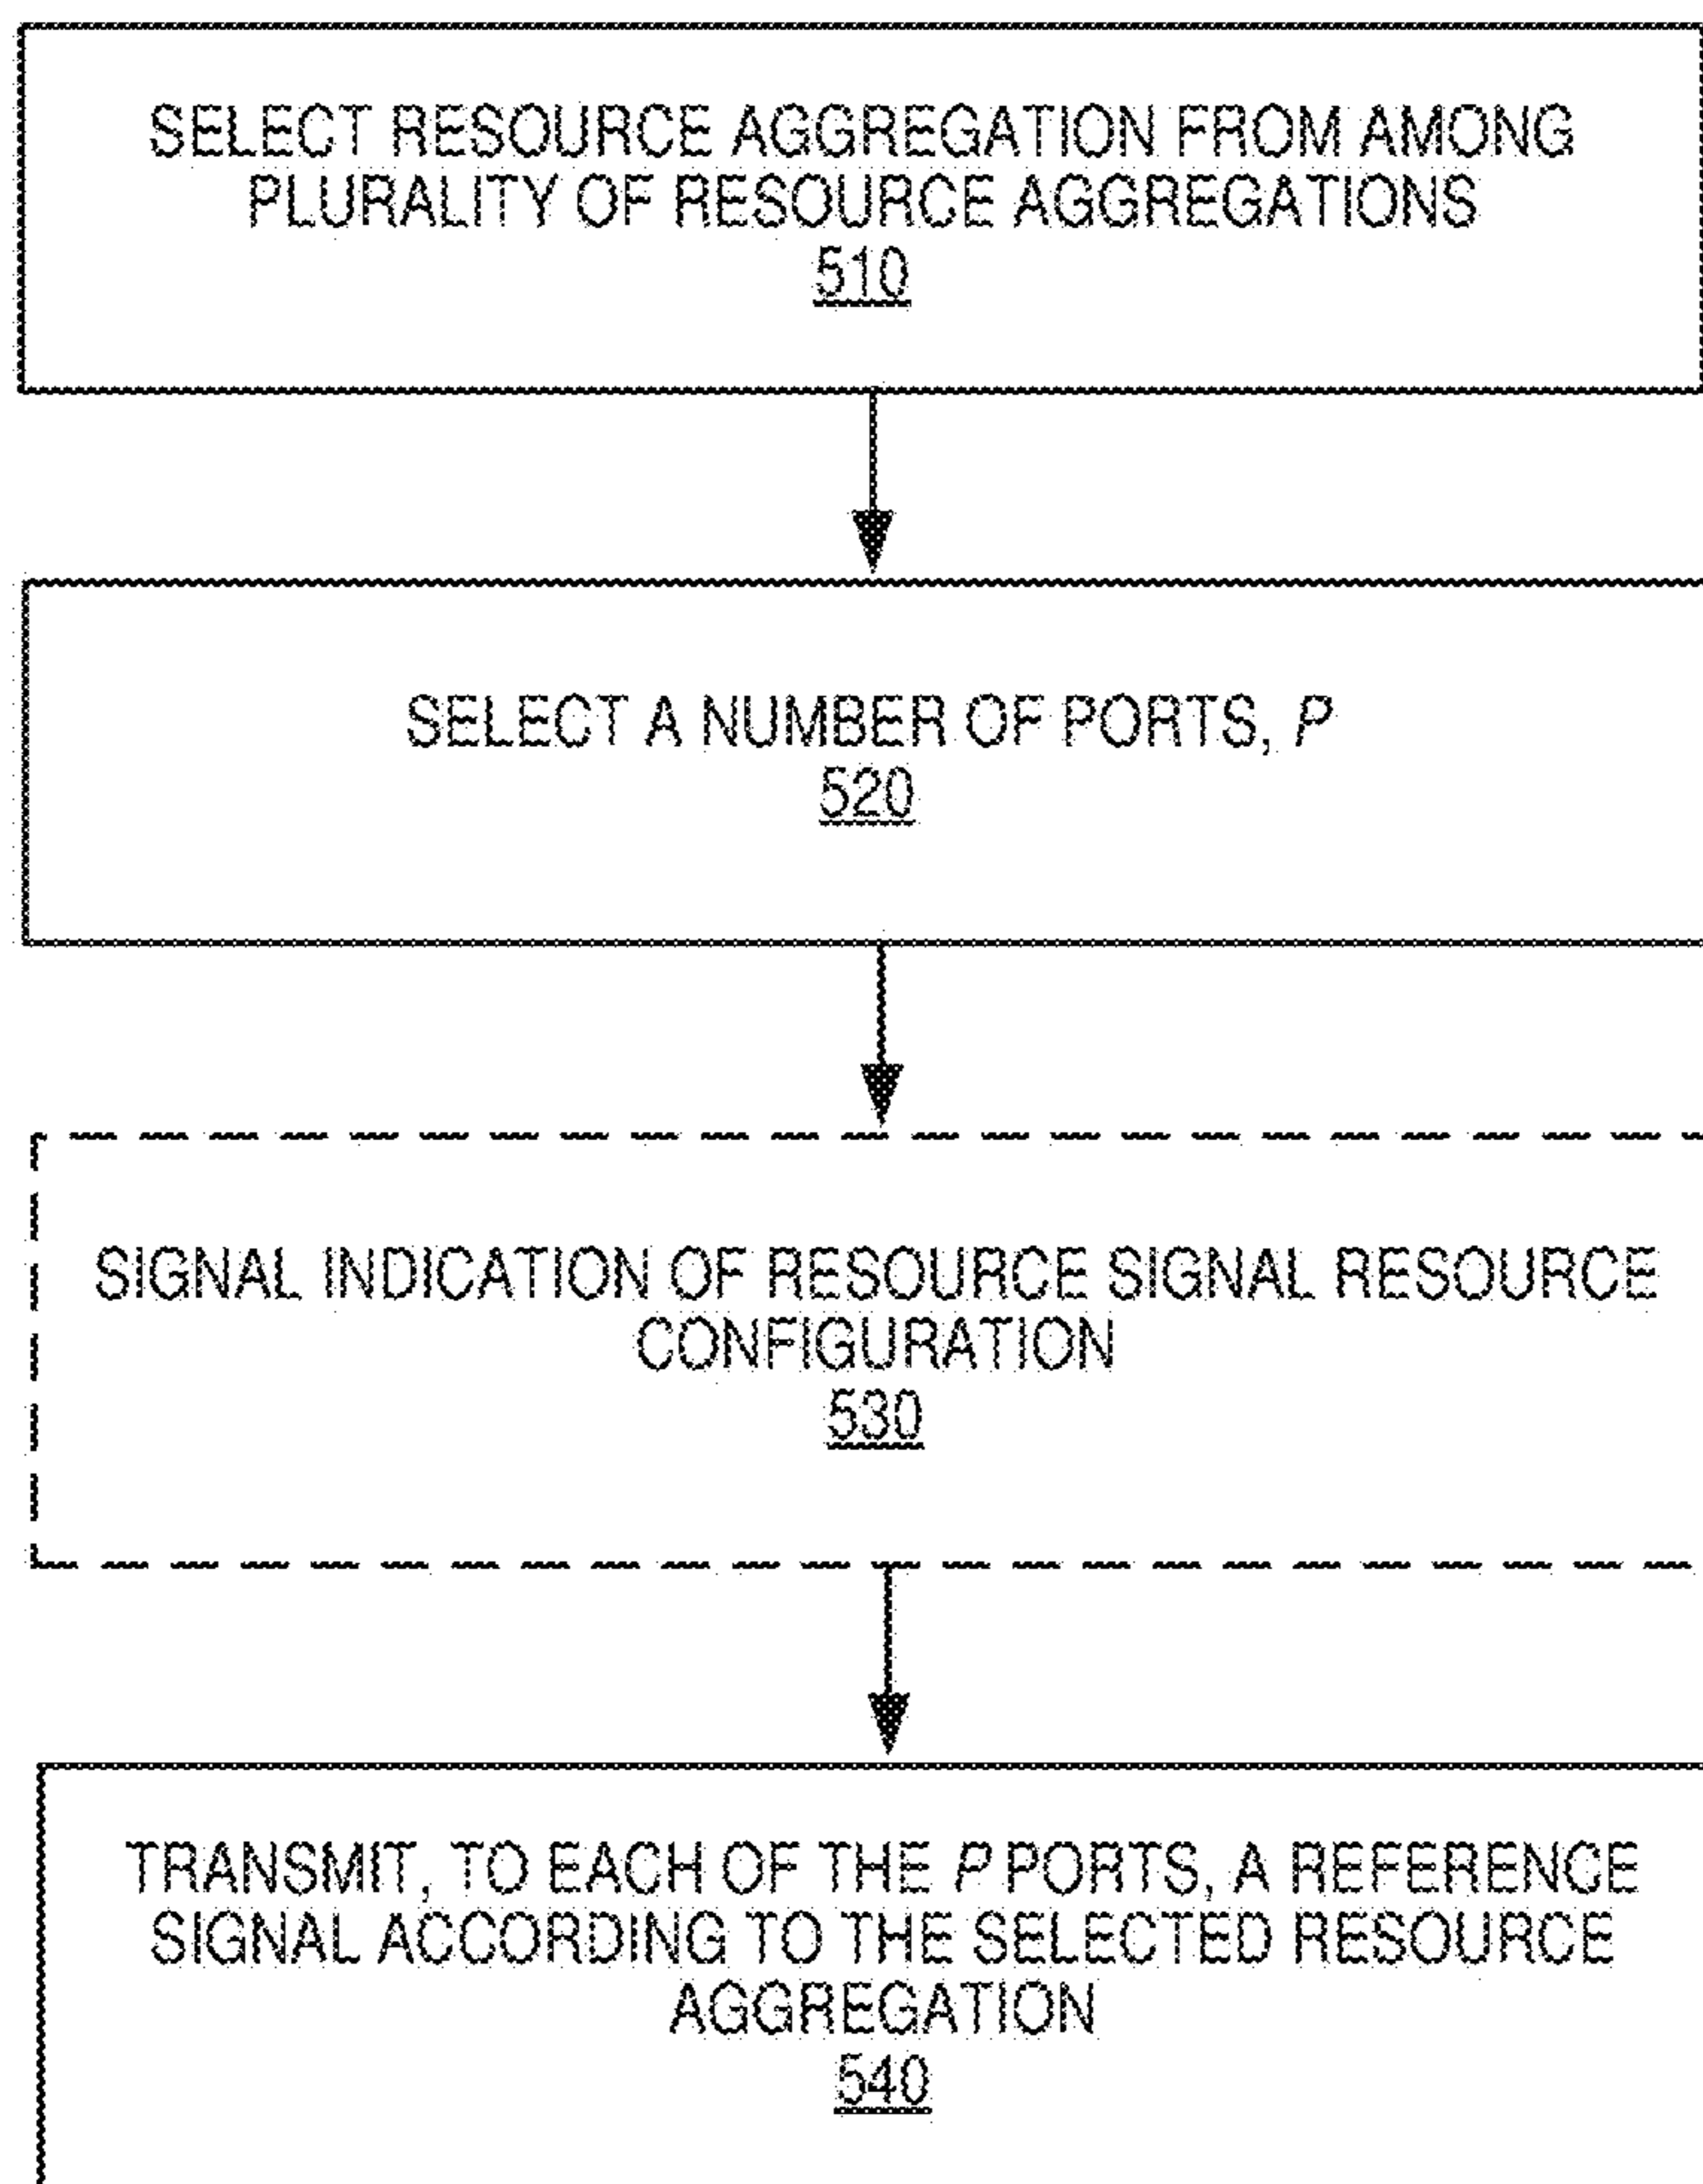 SELECT RESOURCE AGGREGATION FROM AMONG
PLURALITY OF RESOURCE AGGREGATIONS
510
SELECT A NUMBER OF PORTS, P
520
SIGNAL INDICATION OF RESOURCE SIGNAL RESOURCE
CONFIGURATION
530
TRANSMIT, TO EACH OF THE P PORTS, A REFERENCE
SIGNAL ACCORDING TO THE SELECTED RESOURCE
AGGREGATION
540